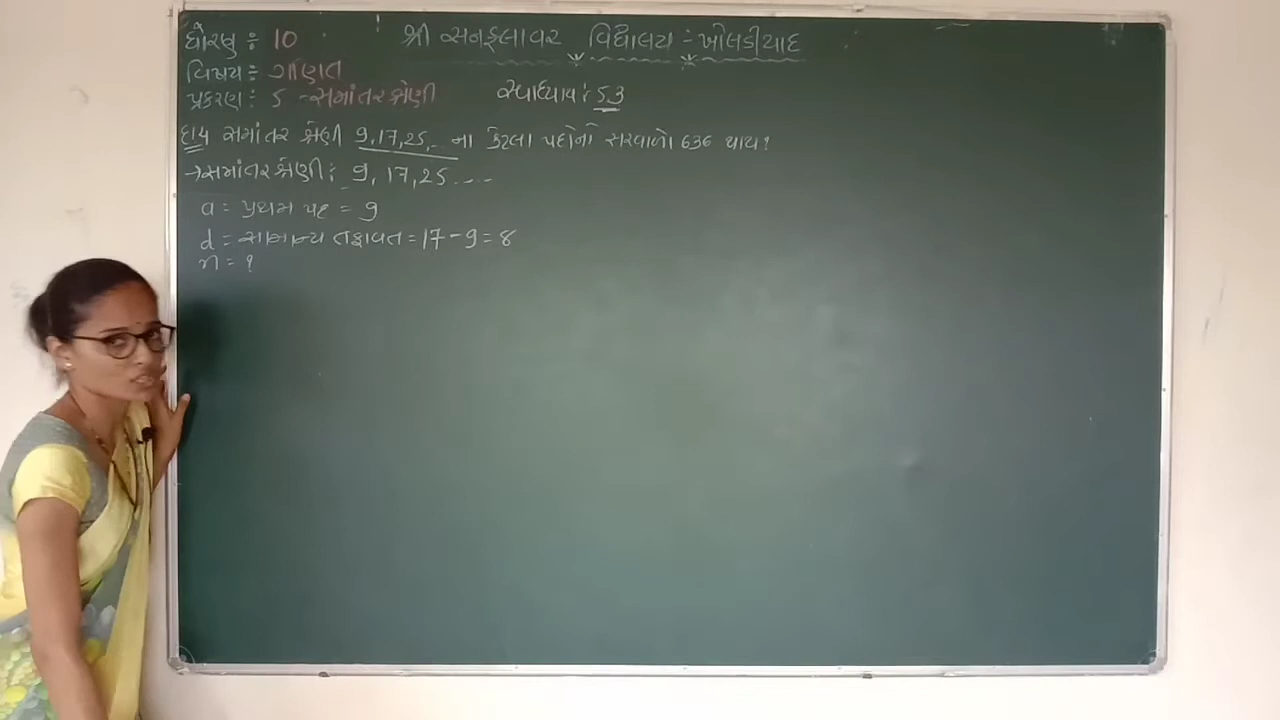 ધોરણ : 10
શ્રી સનફ્લાવર વિદ્યાલય - ખોલડીયાદ
વિષય : ગણિત
પ્રકરણ : 5 - સમાંતર શ્રેણી સ્વાધ્યાય : 5.3
દા 4 સમાંતર શ્રેણી 9,17,25,.. ના કેટલા પદોનો સરવાળો 636 થાય?
→ સમાંતર શ્રેણી : 9, 17, 25 ....
a = પ્રથમ પદ = 9
d = સામાન્ય તફાવત = 17 - 9 = 8
n = ?